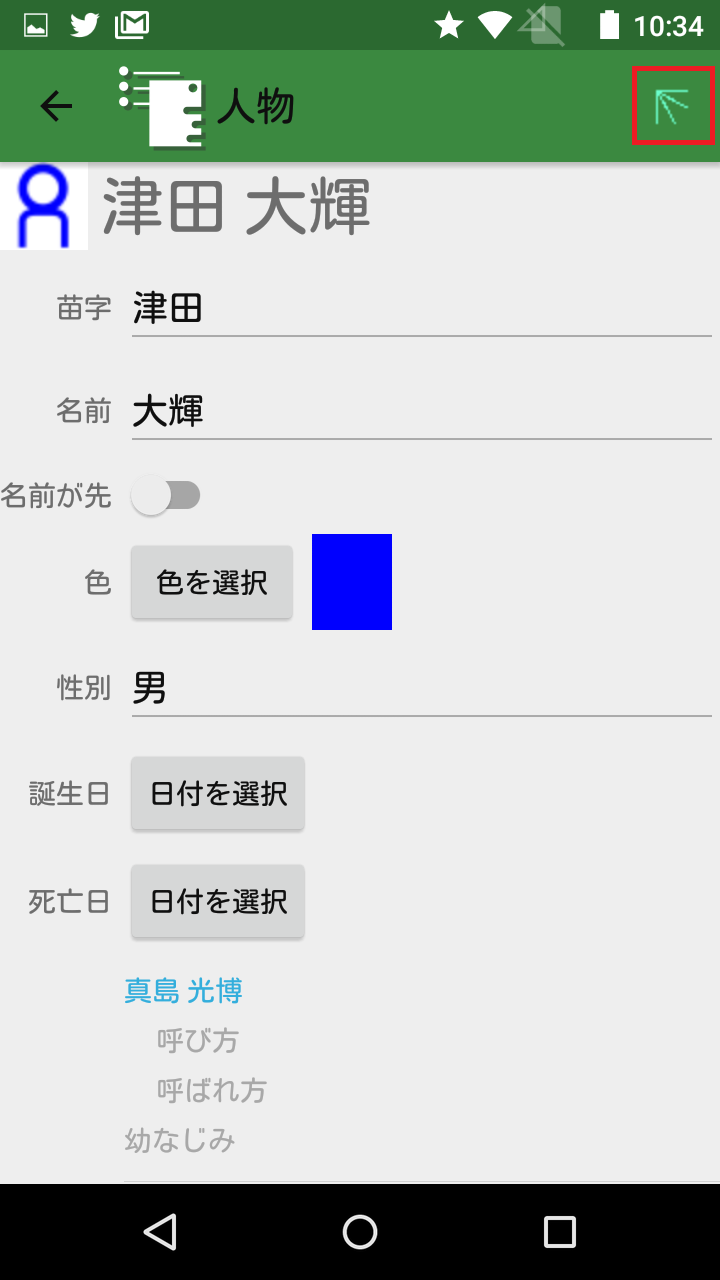 10:34
人物
津田 大輝
苗字 津田
名前 大輝
名前が先
色 色を選択
性別 男
誕生日 日付を選択
死亡日 日付を選択
真島 光博
呼び方
呼ばれ方
幼なじみ